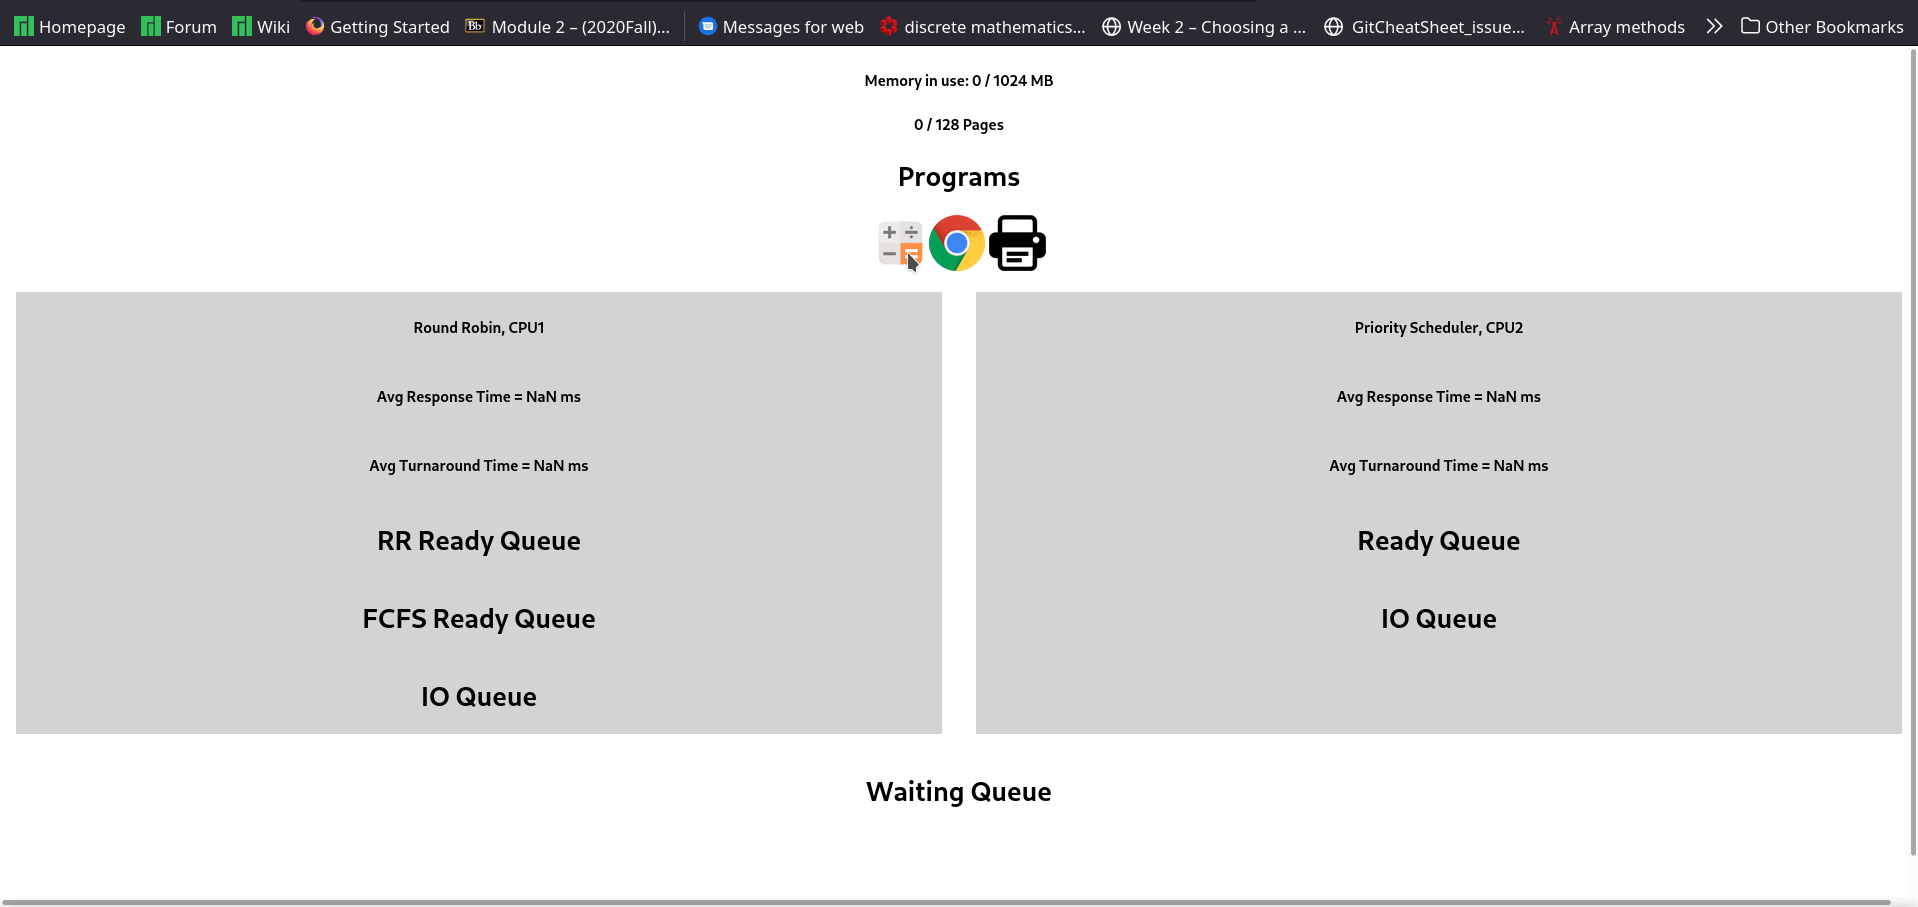 Homepage Forum Wiki Getting Started Bb Module 2 – (2020Fall)... Messages for web discrete mathematics... Week 2 – Choosing a ... GitCheatSheet_issue... Array methods Other Bookmarks
Memory in use: 0 / 1024 MB
0 / 128 Pages
Programs
Round Robin, CPU1
Avg Response Time = NaN ms
Avg Turnaround Time = NaN ms
RR Ready Queue
FCFS Ready Queue
IO Queue
Priority Scheduler, CPU2
Avg Response Time = NaN ms
Avg Turnaround Time = NaN ms
Ready Queue
IO Queue
Waiting Queue